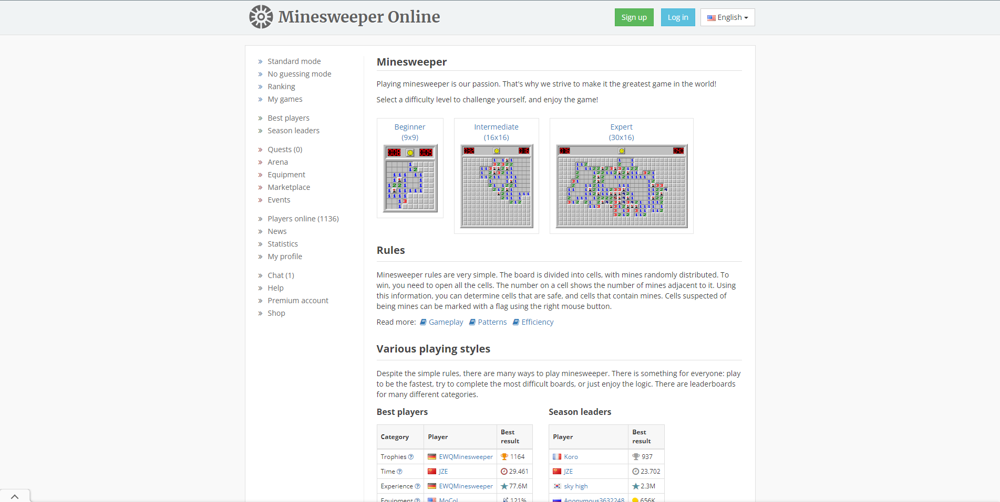 Minesweeper Online
Sign up
Log in
English
Standard mode
No guessing mode
Ranking
My games
Best players
Season leaders
Quests (0)
Arena
Equipment
Marketplace
Events
Players online (1136)
News
Statistics
My profile
Chat (1)
Help
Premium account
Shop
Minesweeper
Playing minesweeper is our passion. That's why we strive to make it the greatest game in the world!
Select a difficulty level to challenge yourself, and enjoy the game!
Beginner
(9x9)
Intermediate
(16x16)
Expert
(30x16)
Rules
Minesweeper rules are very simple. The board is divided into cells, with mines randomly distributed. To
win, you need to open all the cells. The number on a cell shows the number of mines adjacent to it. Using
this information, you can determine cells that are safe, and cells that contain mines. Cells suspected of
being mines can be marked with a flag using the right mouse button.
Read more: Gameplay Patterns Efficiency
Various playing styles
Despite the simple rules, there are many ways to play minesweeper. There is something for everyone: play
to be the fastest, try to complete the most difficult boards, or just enjoy the logic. There are leaderboards
for many different categories.
Best players
Category Player Best result
Trophies EWQMinesweeper 1164
Time JZE 29.461
Experience EWQMinesweeper 77.6M
Equipment MoCoL 121%
Season leaders
Player Best result
Koro 937
JZE 23.702
sky high 2.3M
Anonymous3632248 656K